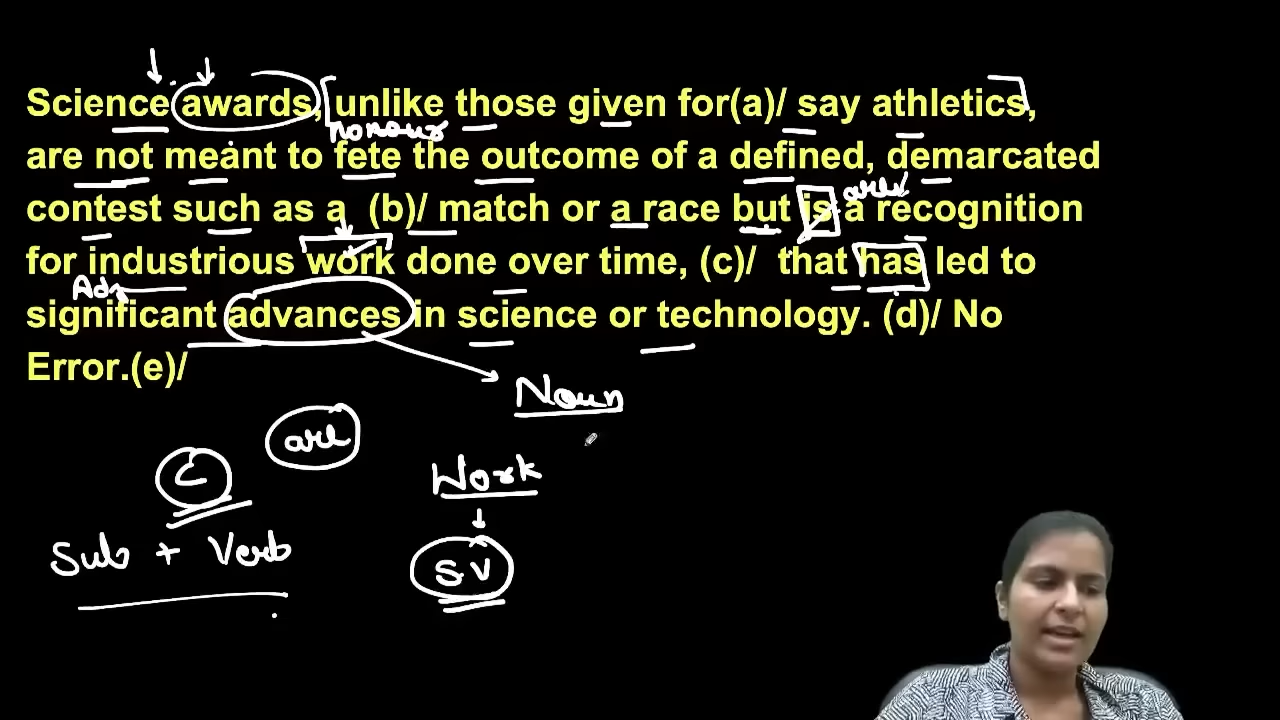 Science awards, unlike those given for(a)/ say athletics,
honour
are not meant to fete the outcome of a defined, demarcated
are
contest such as a (b)/ match or a race but is a recognition
for industrious work done over time, (c)/ that has led to
Adj
significant advances in science or technology. (d)/ No
Error.(e)/
Noun
are
C
Work
Sub + Verb
SV